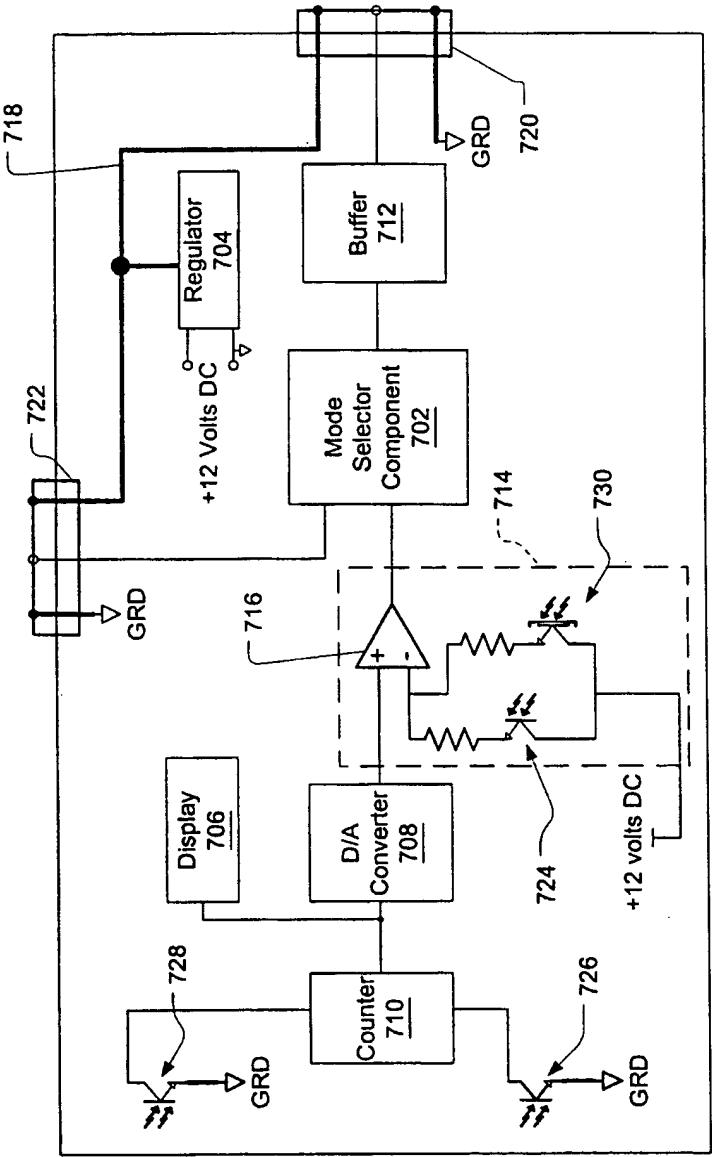 718
722
Regulator
704
+12 Volts DC
GRD
GRD
720
Buffer
712
Mode
Selector
Component
702
716
714
730
+
-
Display
706
D/A
Converter
708
724
+12 volts DC
728
GRD
Counter
710
726
GRD